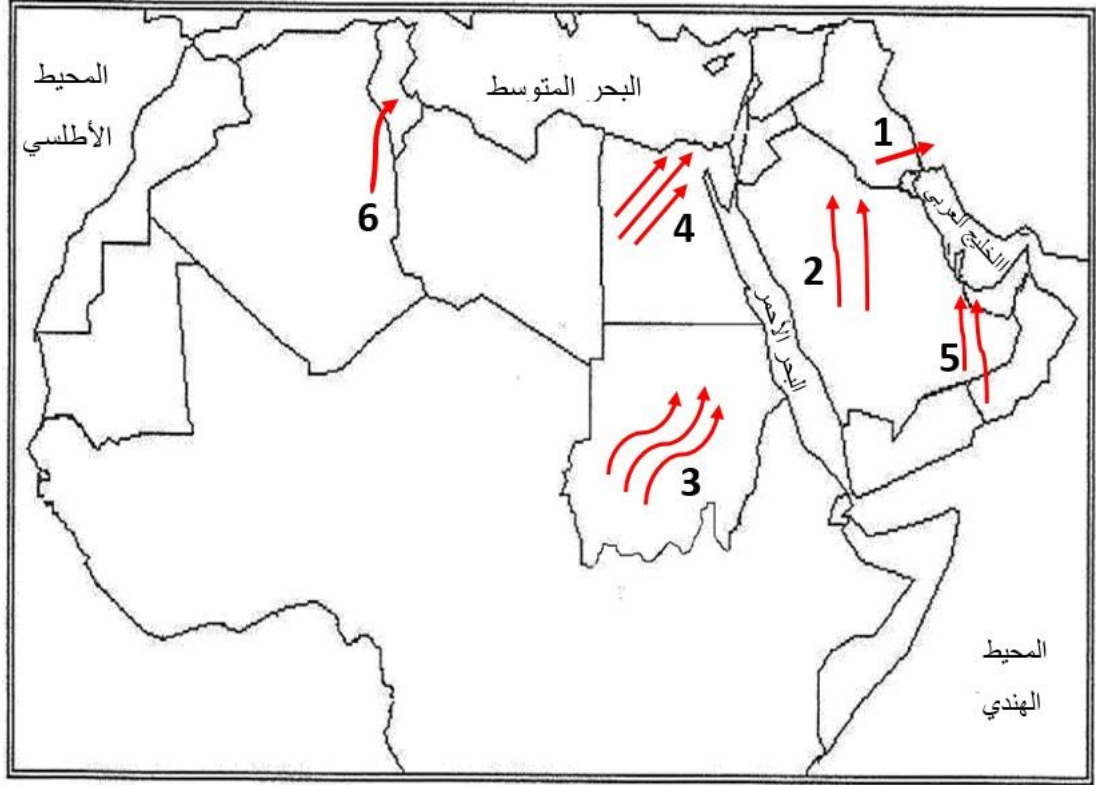 المحيط
الأطلسي
البحر المتوسط
1
6
4
2
الخليج العربي
البحر الأحمر
5
3
المحيط
الهندي